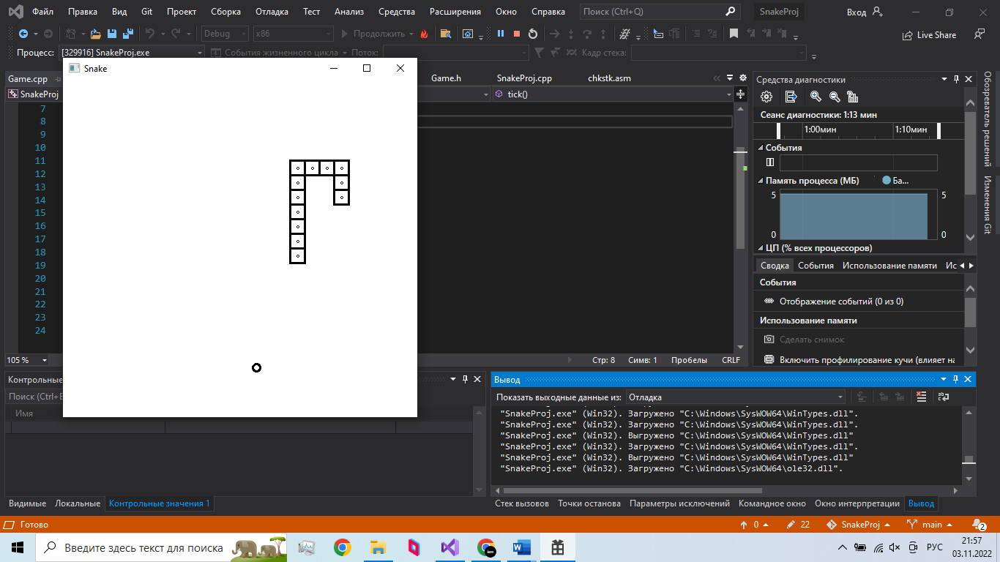 Файл Правка Вид Git Проект Сборка Отладка Тест Анализ Средства Расширения Окно Справка Поиск (Ctrl+Q) SnakeProj Вход
Debug x86 Продолжить Live Share
Процесс: [329916] SnakeProj.exe События жизненного цикла Поток: Кадр стека:
Snake
Game.cpp Game.h SnakeProj.cpp chkstk.asm
SnakeProj tick()
7
8
9
10
11
12
13
14
15
16
17
18
19
20
21
22
23
24
105 % Стр: 8 Симв: 1 Пробелы CRLF
Средства диагностики
Сеанс диагностики: 1:13 мин
1:00мин 1:10мин
События
Память процесса (МБ) Ба...
5 5
0 0
ЦП (% всех процессоров)
Сводка События Использование памяти Ис
События
Отображение событий (0 из 0)
Использование памяти
Сделать снимок
Включить профилирование кучи (влияет на
Обозреватель решений
Изменения Git
Контрольные
Поиск (Ctrl+E
Имя
Видимые Локальные Контрольные значения 1
Вывод
Показать выходные данные из: Отладка
"SnakeProj.exe" (Win32). Загружено "C:\Windows\SysWOW64\WinTypes.dll".
"SnakeProj.exe" (Win32). Загружено "C:\Windows\SysWOW64\WinTypes.dll".
"SnakeProj.exe" (Win32). Выгружено "C:\Windows\SysWOW64\WinTypes.dll"
"SnakeProj.exe" (Win32). Загружено "C:\Windows\SysWOW64\WinTypes.dll".
"SnakeProj.exe" (Win32). Выгружено "C:\Windows\SysWOW64\WinTypes.dll"
"SnakeProj.exe" (Win32). Загружено "C:\Windows\SysWOW64\ole32.dll".
Стек вызовов Точки останова Параметры исключений Командное окно Окно интерпретации Вывод
Готово 0 22 SnakeProj main 2
Введите здесь текст для поиска РУС 21:57
03.11.2022